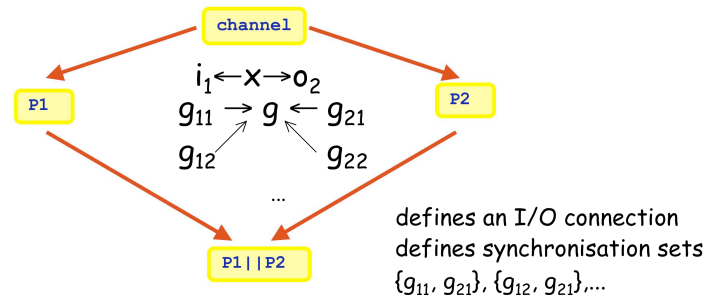 channel
i₁←x→o₂
P1
P2
g₁₁ → g ← g₂₁
g₁₂ g₂₂
...
P1||P2
defines an I/O connection
defines synchronisation sets
{g₁₁, g₂₁}, {g₁₂, g₂₁},...